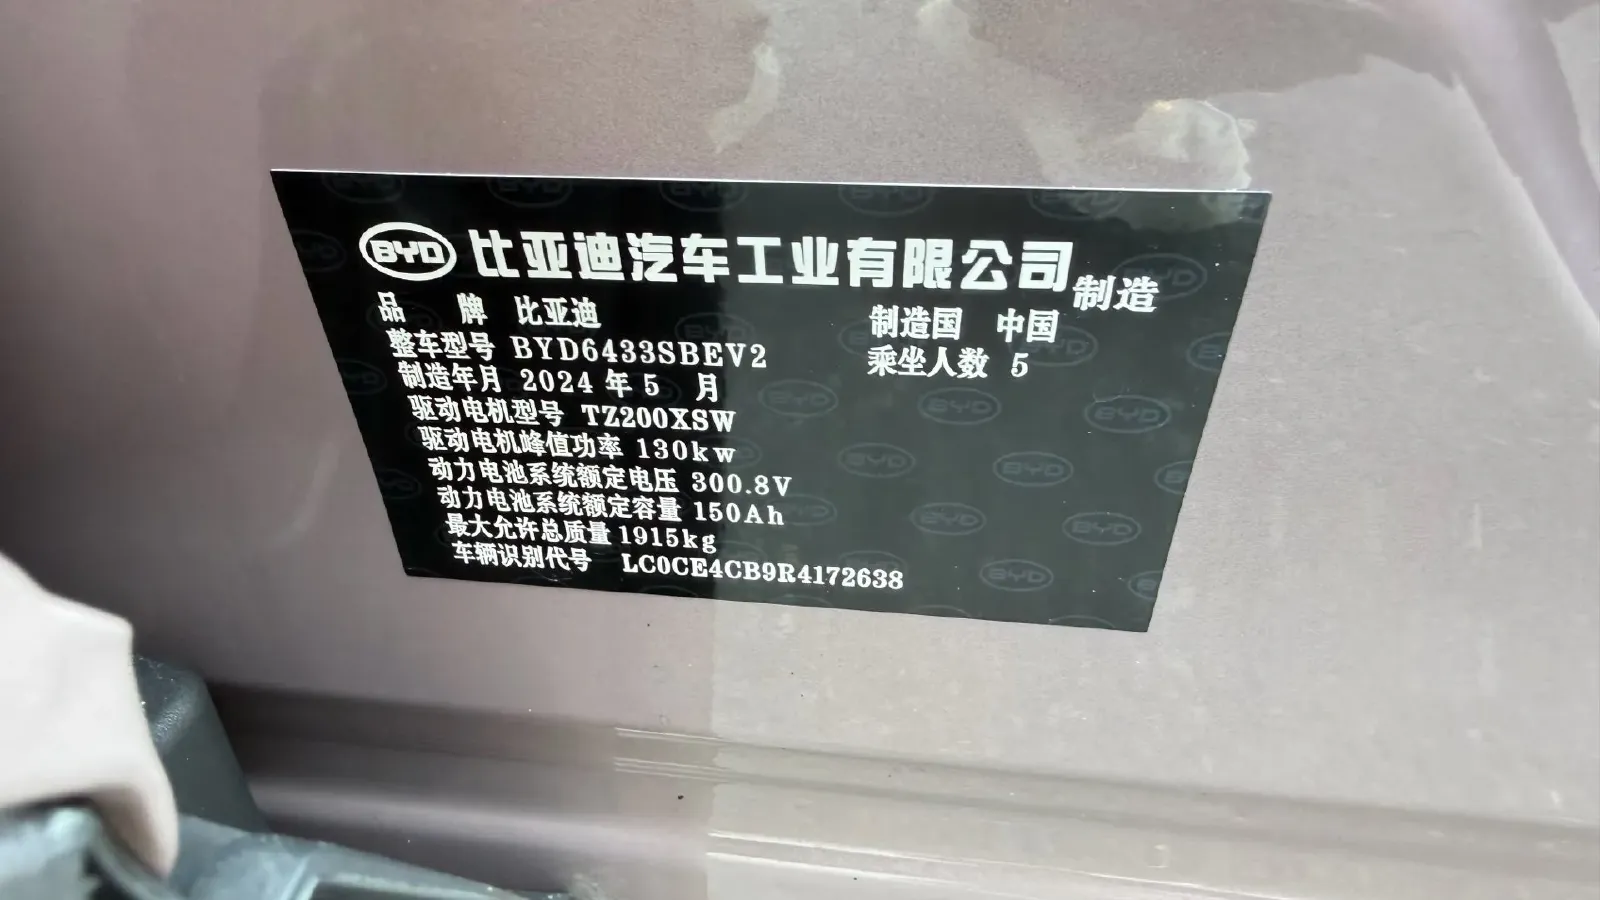 BYD 比亚迪汽车工业有限公司 制造
品 牌 比亚迪 制造国 中国
整车型号 BYD6433SBEV2 乘坐人数 5
制造年月 2024 年 5 月
驱动电机型号 TZ200XSW
驱动电机峰值功率 130kw
动力电池系统额定电压 300.8V
动力电池系统额定容量 150Ah
最大允许总质量 1915kg
车辆识别代号 LC0CE4CB9R4172638